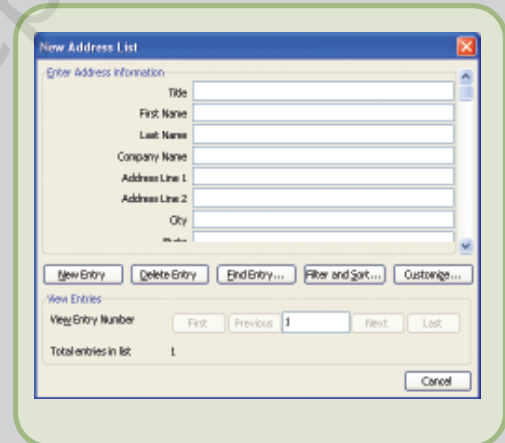 New Address List
Enter Address information
Title
First Name
Last Name
Company Name
Address Line 1
Address Line 2
City
New Entry Delete Entry Find Entry... Filter and Sort... Customize...
View Entries
View Entry Number First Previous 1 Next Last
Total entries in list 1
Cancel